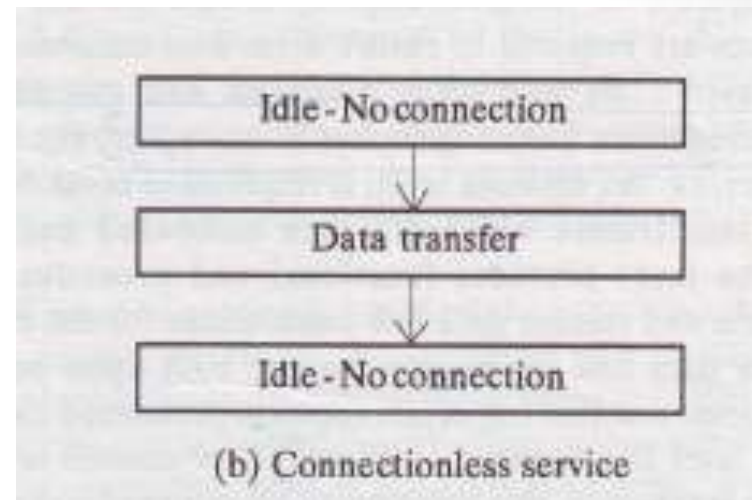 Idle-No connection
Data transfer
Idle-No connection
(b) Connectionless service